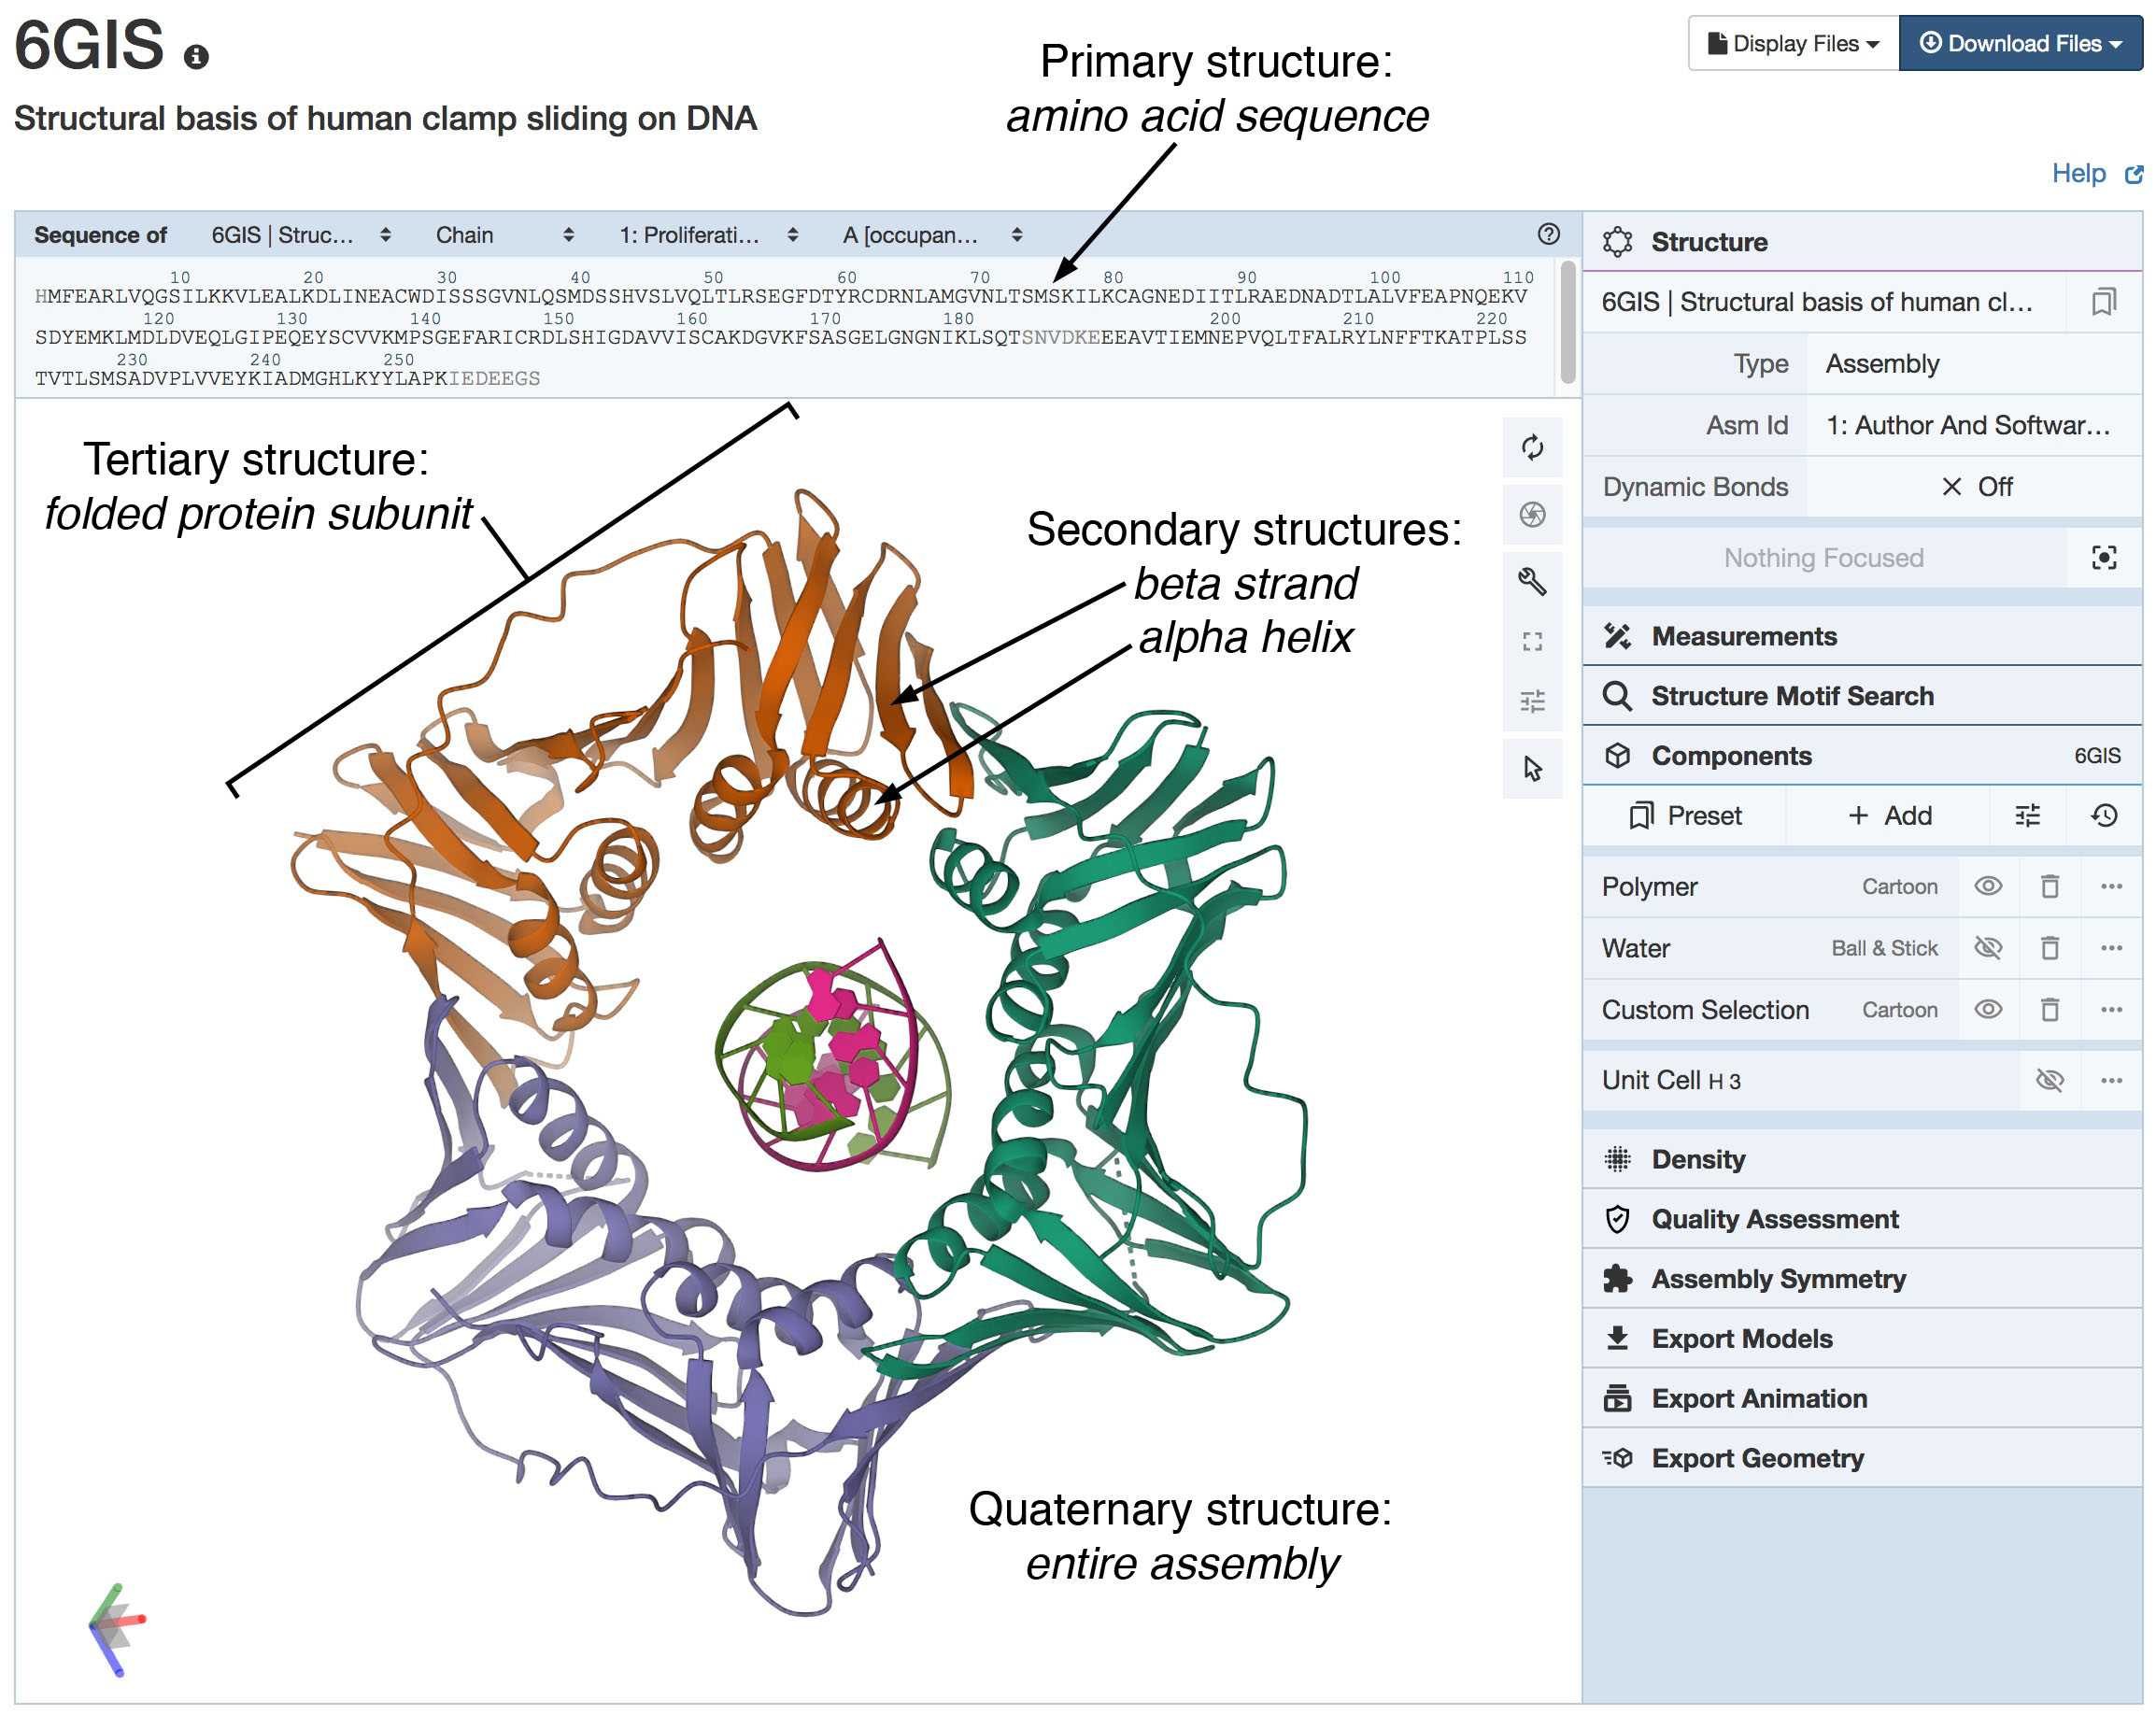 6GIS
Display Files
Download Files
Structural basis of human clamp sliding on DNA
Primary structure:
amino acid sequence
Help
Sequence of 6GIS | Struc... Chain 1: Proliferati... A [occupan...
10 20 30 40 50 60 70 80 90 100 110
HMFEARLVQGSILKKVLEALKDLINEACWDISSSGVNLQSMDSSHVSLVQLTLRSEGFDTYRCDRNLAMGVNLTSMSKILKCAGNEDIITLRAEDNADTLALVFEAPNQEKV
120 130 140 150 160 170 180 200 210 220
SDYEMKLMDLDVEQLGIPEQEYSCVVKMPSGEFARICRDLSHIGDAVVISCAKDGVKFSASGELGNGNIKLSQTSNVDKEEEAVTIEMNEPVQLTFALRYLNFFTKATPLSS
230 240 250
TVTLSMSADVPLVVEYKIADMGHLKYYLAPKIEDEEGS
Tertiary structure:
folded protein subunit
Secondary structures:
beta strand
alpha helix
Quaternary structure:
entire assembly
Structure
6GIS | Structural basis of human cl...
Type Assembly
Asm Id 1: Author And Softwar...
Dynamic Bonds Off
Nothing Focused
Measurements
Structure Motif Search
Components 6GIS
Preset + Add
Polymer Cartoon
Water Ball & Stick
Custom Selection Cartoon
Unit Cell H 3
Density
Quality Assessment
Assembly Symmetry
Export Models
Export Animation
Export Geometry